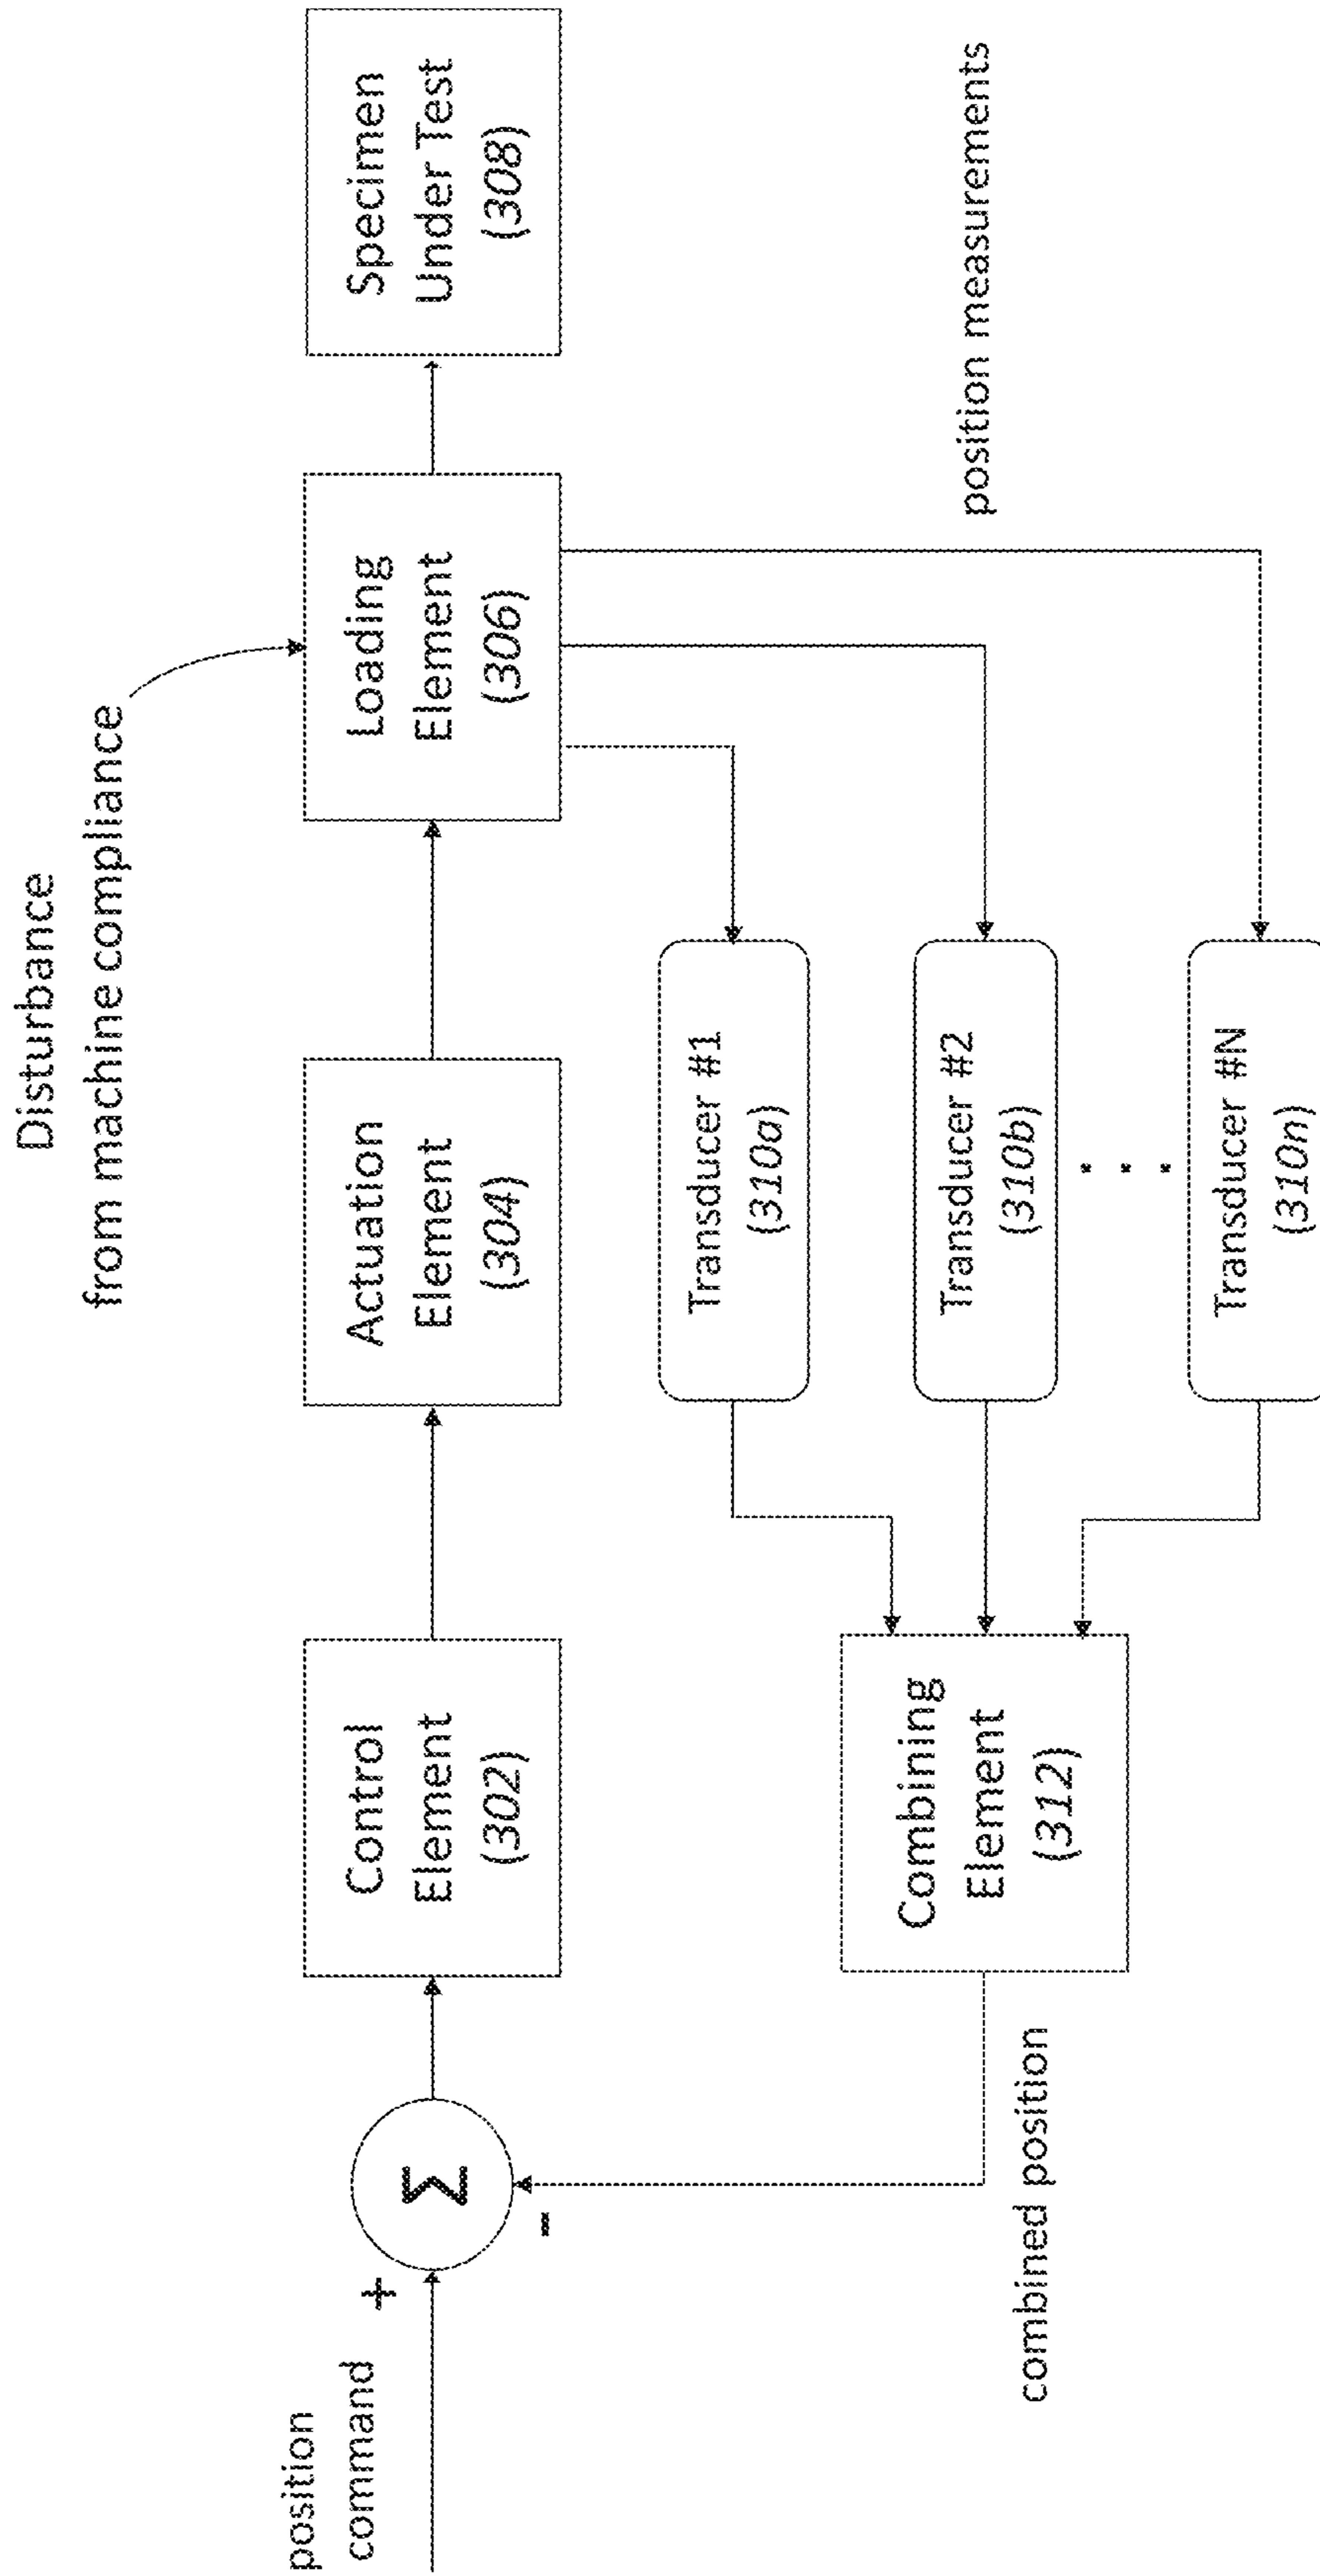 Disturbance
from machine compliance
position
command
+
Σ
-
Control
Element
(302)
Actuation
Element
(304)
Loading
Element
(306)
Specimen
Under Test
(308)
Transducer #1
(310a)
Transducer #2
(310b)
. . .
Transducer #N
(310n)
Combining
Element
(312)
combined position
position measurements